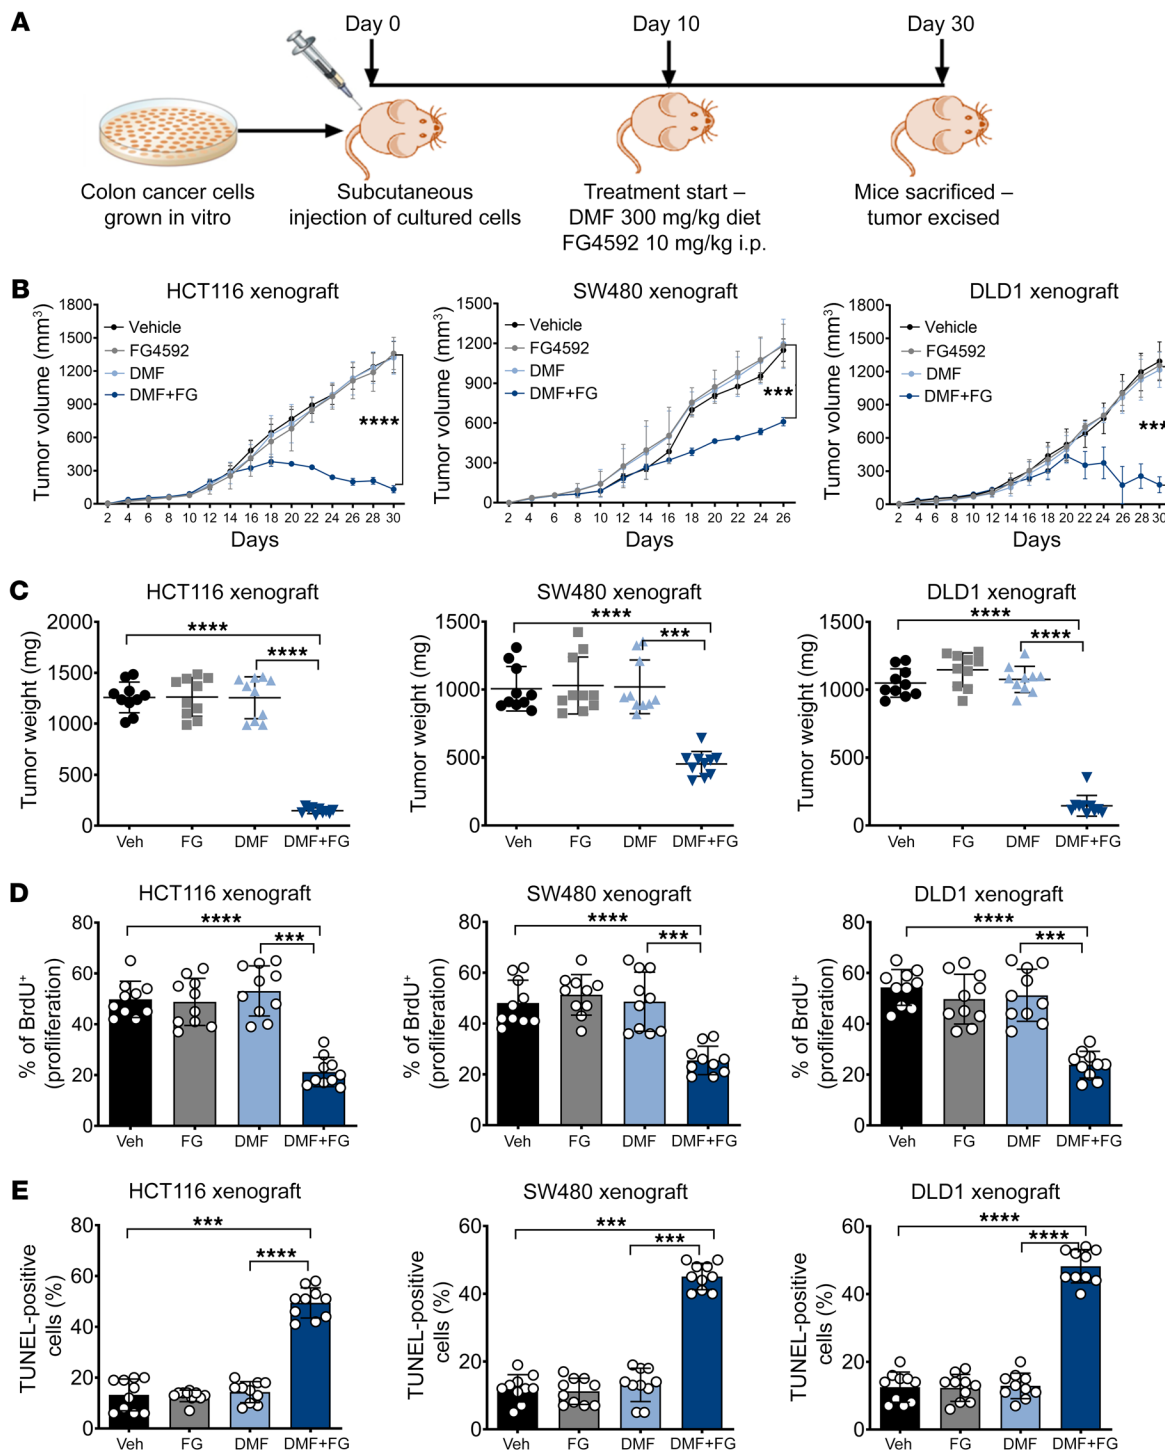 A
Day 0
Day 10
Day 30
Colon cancer cells
grown in vitro
Subcutaneous
injection of cultured cells
Treatment start –
DMF 300 mg/kg diet
FG4592 10 mg/kg i.p.
Mice sacrificed –
tumor excised
B
HCT116 xenograft
Tumor volume (mm³)
1800
1500
1200
900
600
300
0
Vehicle
FG4592
DMF
DMF+FG
****
2 4 6 8 10 12 14 16 18 20 22 24 26 28 30
Days
SW480 xenograft
Tumor volume (mm³)
1500
1200
900
600
300
0
Vehicle
FG4592
DMF
DMF+FG
***
2 4 6 8 10 12 14 16 18 20 22 24 26
Days
DLD1 xenograft
Tumor volume (mm³)
1800
1500
1200
900
600
300
0
Vehicle
FG4592
DMF
DMF+FG
***
2 4 6 8 10 12 14 16 18 20 22 24 26 28 30
Days
C
HCT116 xenograft
Tumor weight (mg)
2000
1500
1000
500
0
****
****
Veh FG DMF DMF+FG
SW480 xenograft
Tumor weight (mg)
1500
1000
500
0
****
***
Veh FG DMF DMF+FG
DLD1 xenograft
Tumor weight (mg)
1500
1000
500
0
****
****
Veh FG DMF DMF+FG
D
HCT116 xenograft
% of BrdU⁺
(profliferation)
80
60
40
20
0
****
***
Veh FG DMF DMF+FG
SW480 xenograft
% of BrdU⁺
(profliferation)
80
60
40
20
0
****
***
Veh FG DMF DMF+FG
DLD1 xenograft
% of BrdU⁺
(profliferation)
80
60
40
20
0
****
***
Veh FG DMF DMF+FG
E
HCT116 xenograft
TUNEL-positive
cells (%)
80
60
40
20
0
***
****
Veh FG DMF DMF+FG
SW480 xenograft
TUNEL-positive
cells (%)
60
40
20
0
***
***
Veh FG DMF DMF+FG
DLD1 xenograft
TUNEL-positive
cells (%)
60
40
20
0
****
****
Veh FG DMF DMF+FG